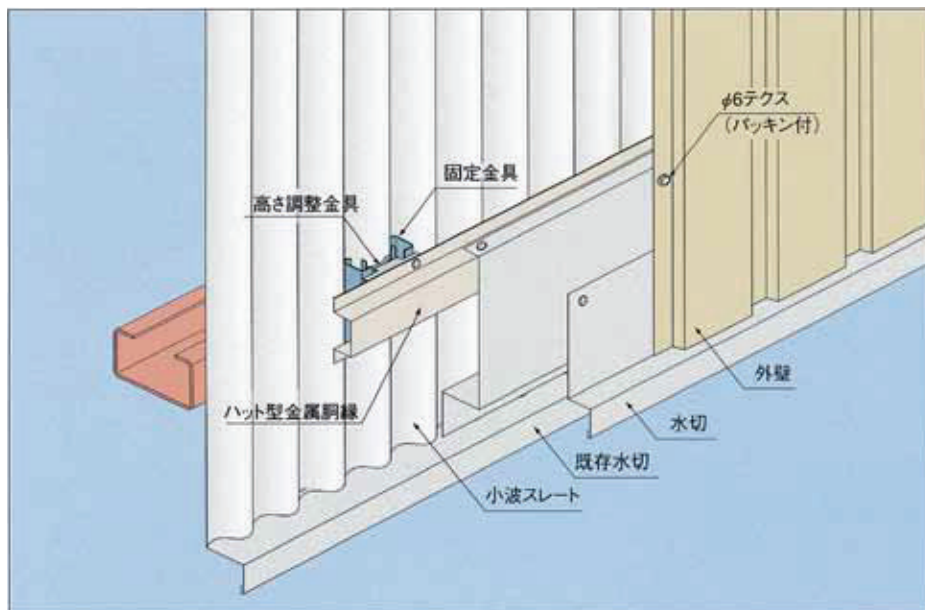 φ6テクス
（パッキン付）
固定金具
高さ調整金具
ハット型金属胴縁
外壁
水切
既存水切
小波スレート